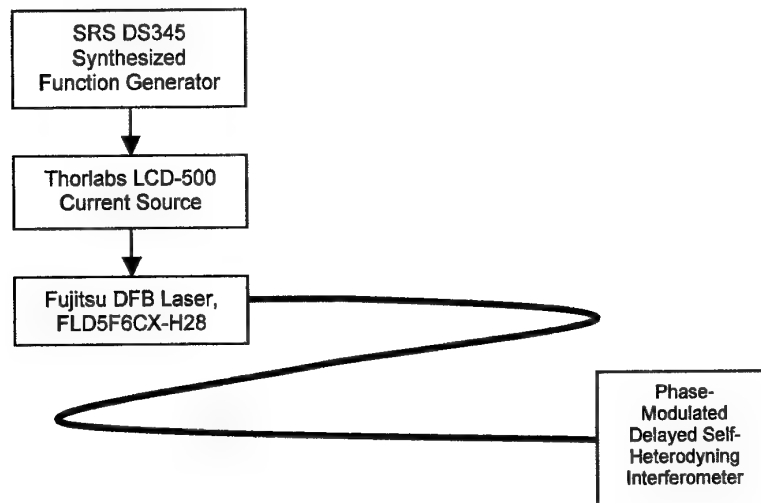 SRS DS345
Synthesized
Function Generator
Thorlabs LCD-500
Current Source
Fujitsu DFB Laser,
FLD5F6CX-H28
Phase-
Modulated
Delayed Self-
Heterodyning
Interferometer